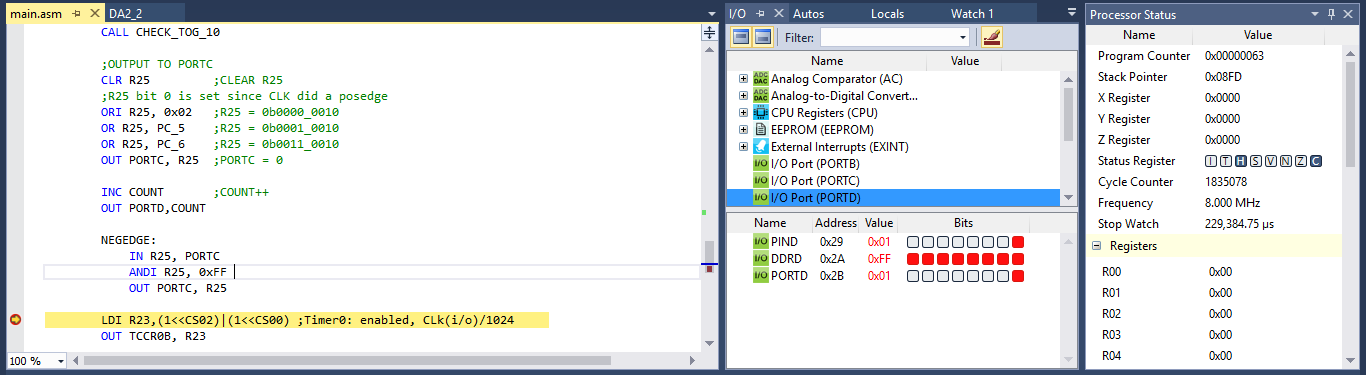 main.asm DA2_2
CALL CHECK_TOG_10
;OUTPUT TO PORTC
CLR R25 ;CLEAR R25
;R25 bit 0 is set since CLK did a posedge
ORI R25, 0x02 ;R25 = 0b0000_0010
OR R25, PC_5 ;R25 = 0b0001_0010
OR R25, PC_6 ;R25 = 0b0011_0010
OUT PORTC, R25 ;PORTC = 0
INC COUNT ;COUNT++
OUT PORTD,COUNT
NEGEDGE:
IN R25, PORTC
ANDI R25, 0xFF
OUT PORTC, R25
LDI R23,(1<<CS02)|(1<<CS00) ;Timer0: enabled, CLk(i/o)/1024
OUT TCCR0B, R23
100 %
I/O Autos Locals Watch 1
Filter:
Name Value
ADC DAC Analog Comparator (AC)
ADC DAC Analog-to-Digital Convert...
CPU Registers (CPU)
EEPROM (EEPROM)
External Interrupts (EXINT)
I/O I/O Port (PORTB)
I/O I/O Port (PORTC)
I/O I/O Port (PORTD)
Name Address Value Bits
I/O PIND 0x29 0x01
I/O DDRD 0x2A 0xFF
I/O PORTD 0x2B 0x01
Processor Status
Name Value
Program Counter 0x00000063
Stack Pointer 0x08FD
X Register 0x0000
Y Register 0x0000
Z Register 0x0000
Status Register I T H S V N Z C
Cycle Counter 1835078
Frequency 8.000 MHz
Stop Watch 229,384.75 µs
Registers
R00 0x00
R01 0x00
R02 0x00
R03 0x00
R04 0x00